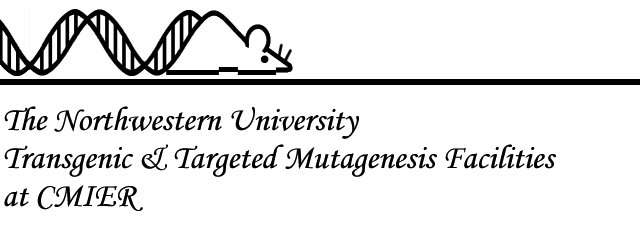 The Northwestern University
Transgenic & Targeted Mutagenesis Facilities
at CMIER